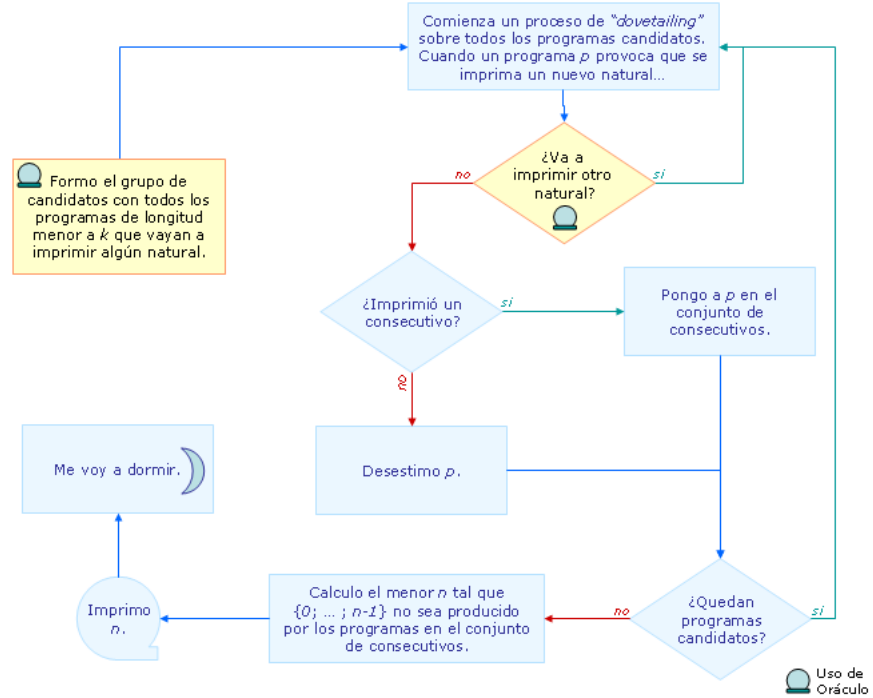 Comienza un proceso de “dovetailing”
sobre todos los programas candidatos.
Cuando un programa p provoca que se
imprima un nuevo natural...
Formo el grupo de
candidatos con todos los
programas de longitud
menor a k que vayan a
imprimir algún natural.
¿Va a
imprimir otro
natural?
no
si
¿Imprimió un
consecutivo?
si
no
Pongo a p en el
conjunto de
consecutivos.
Desestimo p.
Me voy a dormir.
¿Quedan
programas
candidatos?
si
no
Calculo el menor n tal que
{0; ... ; n-1} no sea producido
por los programas en el conjunto
de consecutivos.
Imprimo
n.
Uso de
Oráculo